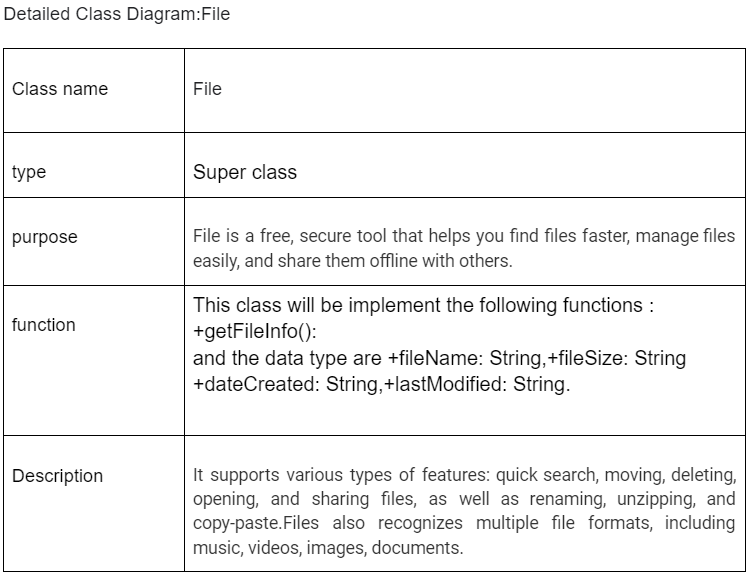 Detailed Class Diagram:File
Class name
File
type
Super class
purpose
File is a free, secure tool that helps you find files faster, manage files
easily, and share them offline with others.
function
This class will be implement the following functions :
+getFileInfo():
and the data type are +fileName: String,+fileSize: String
+dateCreated: String,+lastModified: String.
Description
It supports various types of features: quick search, moving, deleting,
opening, and sharing files, as well as renaming, unzipping, and
copy-paste.Files also recognizes multiple file formats, including
music, videos, images, documents.